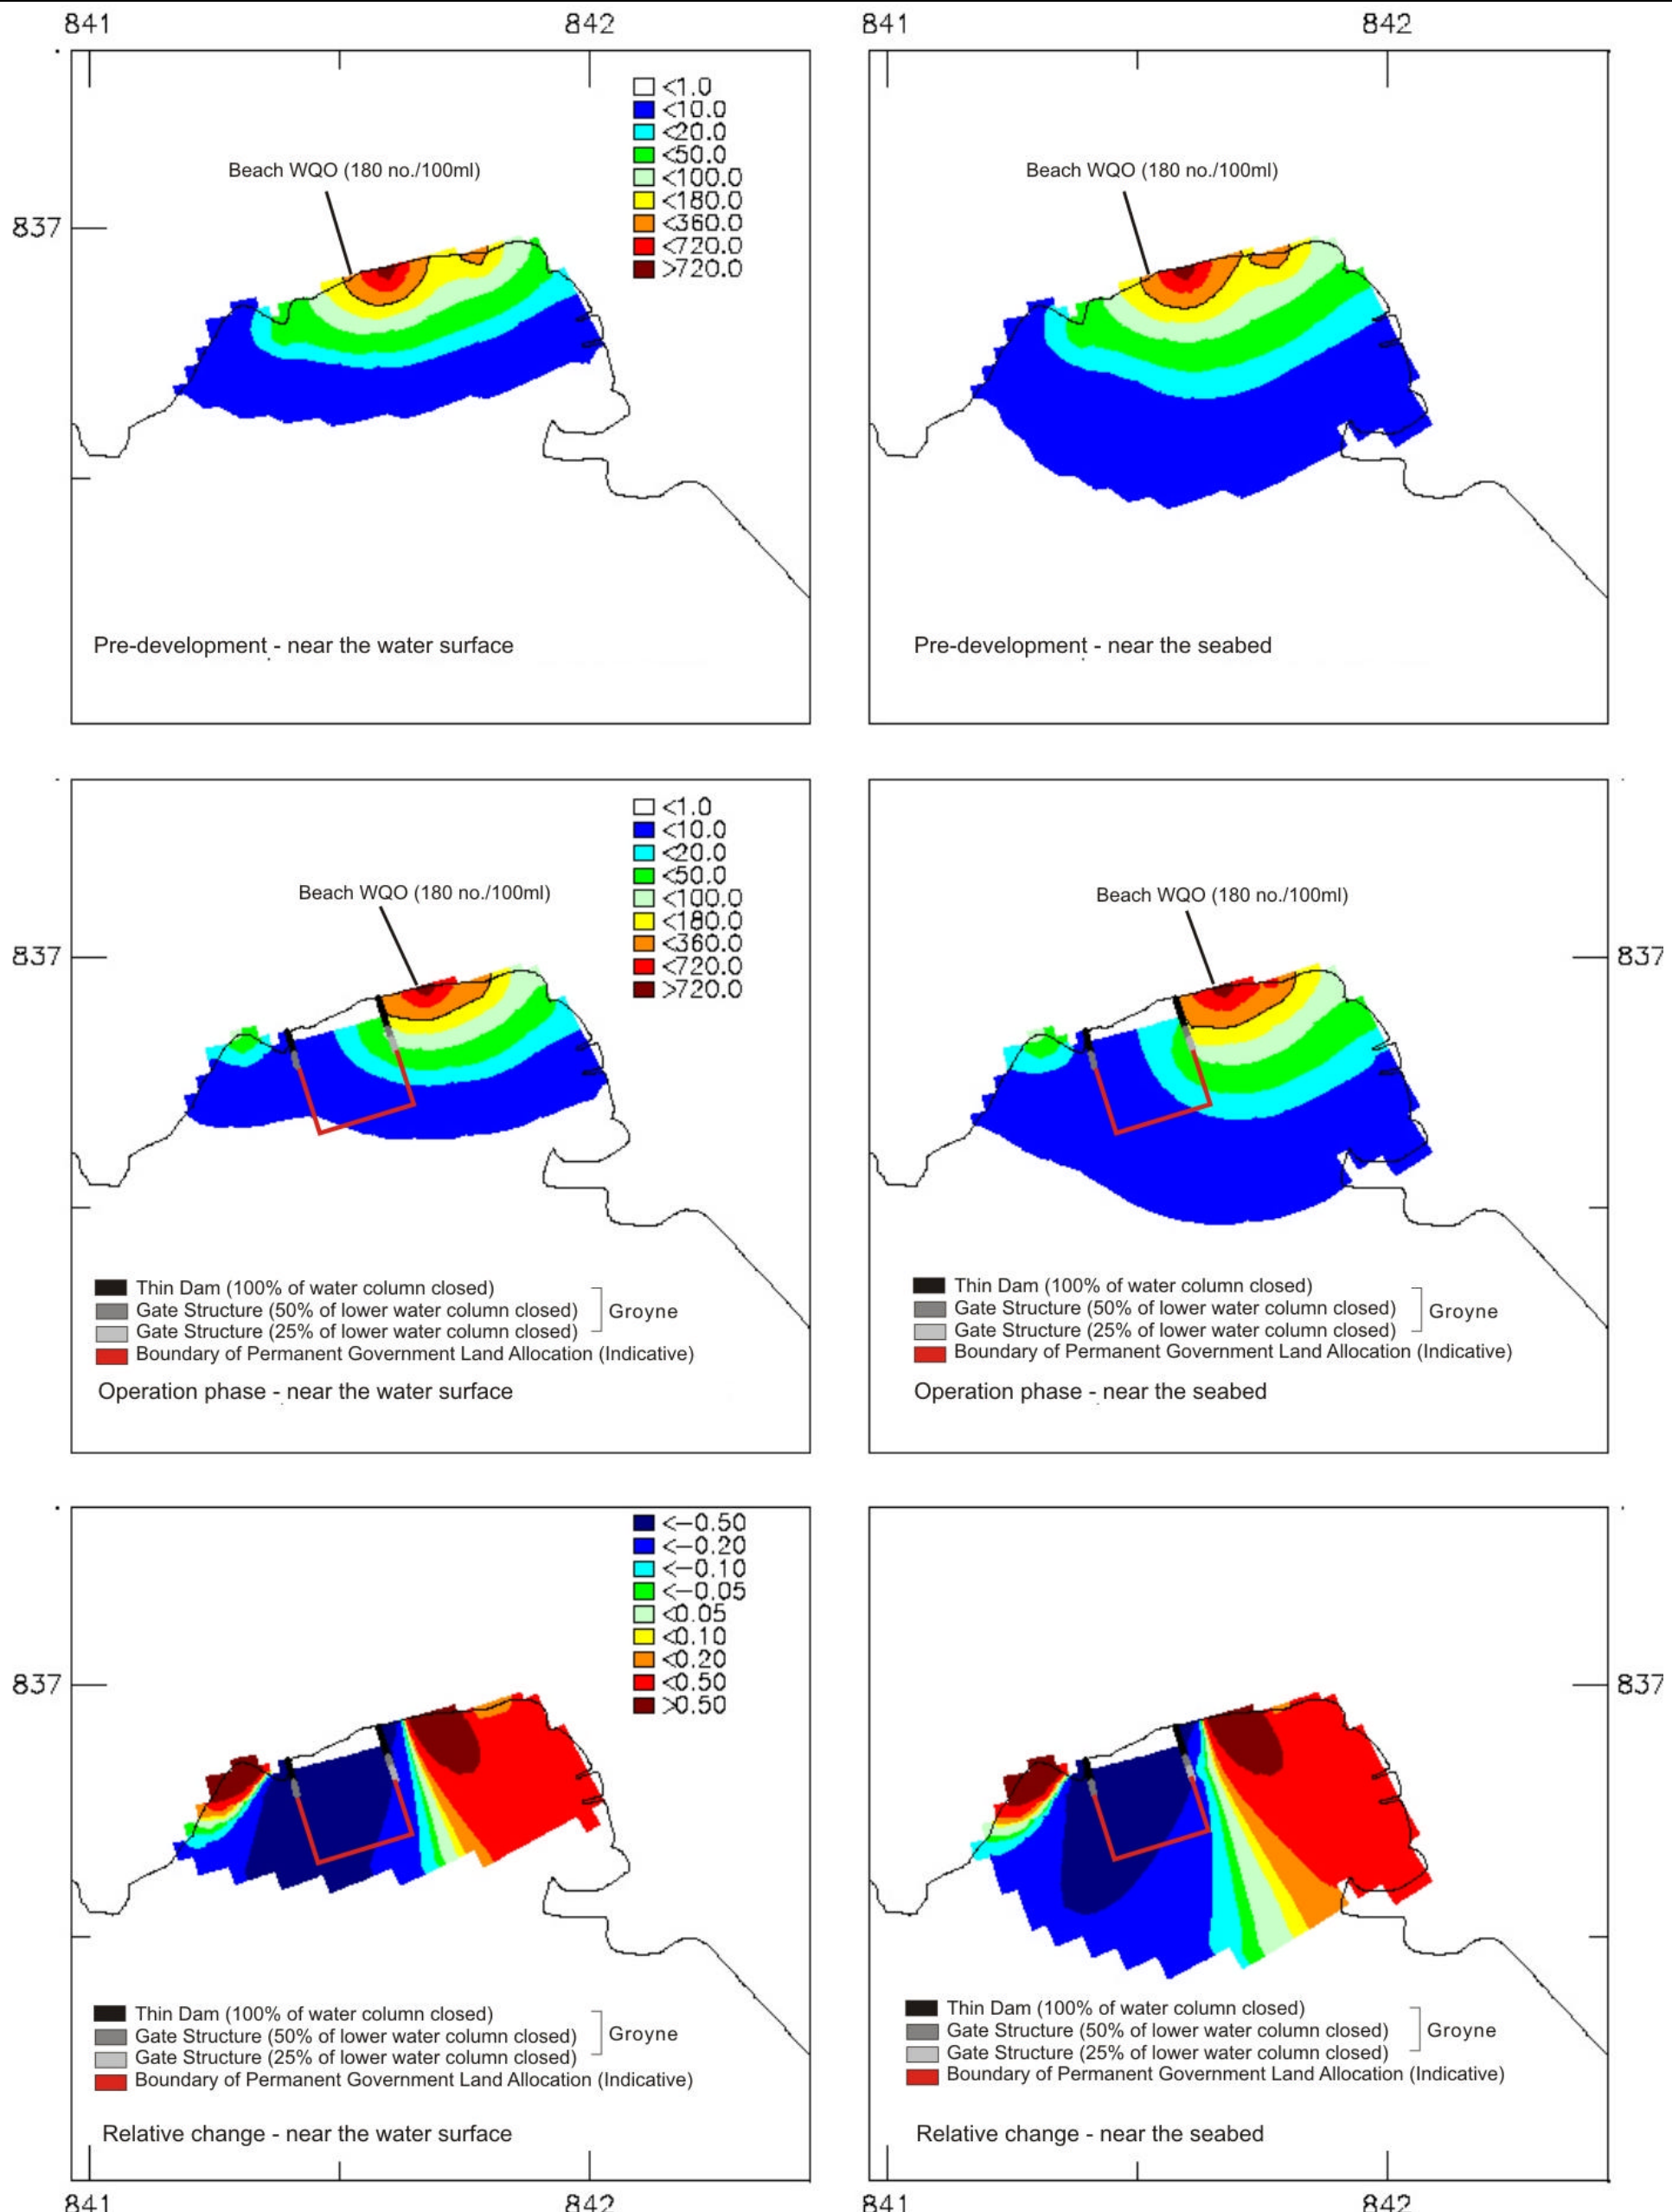 841 842 841 842
<1.0
<10.0
<20.0
<50.0
<100.0
<180.0
<360.0
<720.0
>720.0
Beach WQO (180 no./100ml)
Beach WQO (180 no./100ml)
837
Pre-development - near the water surface
Pre-development - near the seabed
<1.0
<10.0
<20.0
<50.0
<100.0
<180.0
<360.0
<720.0
>720.0
Beach WQO (180 no./100ml)
Beach WQO (180 no./100ml)
837
837
Thin Dam (100% of water column closed)
Gate Structure (50% of lower water column closed)
Groyne
Gate Structure (25% of lower water column closed)
Boundary of Permanent Government Land Allocation (Indicative)
Operation phase - near the water surface
Thin Dam (100% of water column closed)
Gate Structure (50% of lower water column closed)
Groyne
Gate Structure (25% of lower water column closed)
Boundary of Permanent Government Land Allocation (Indicative)
Operation phase - near the seabed
<-0.50
<-0.20
<-0.10
<-0.05
<0.05
<0.10
<0.20
<0.50
>0.50
837
837
Thin Dam (100% of water column closed)
Gate Structure (50% of lower water column closed)
Groyne
Gate Structure (25% of lower water column closed)
Boundary of Permanent Government Land Allocation (Indicative)
Relative change - near the water surface
Thin Dam (100% of water column closed)
Gate Structure (50% of lower water column closed)
Groyne
Gate Structure (25% of lower water column closed)
Boundary of Permanent Government Land Allocation (Indicative)
Relative change - near the seabed
841 842 841 842